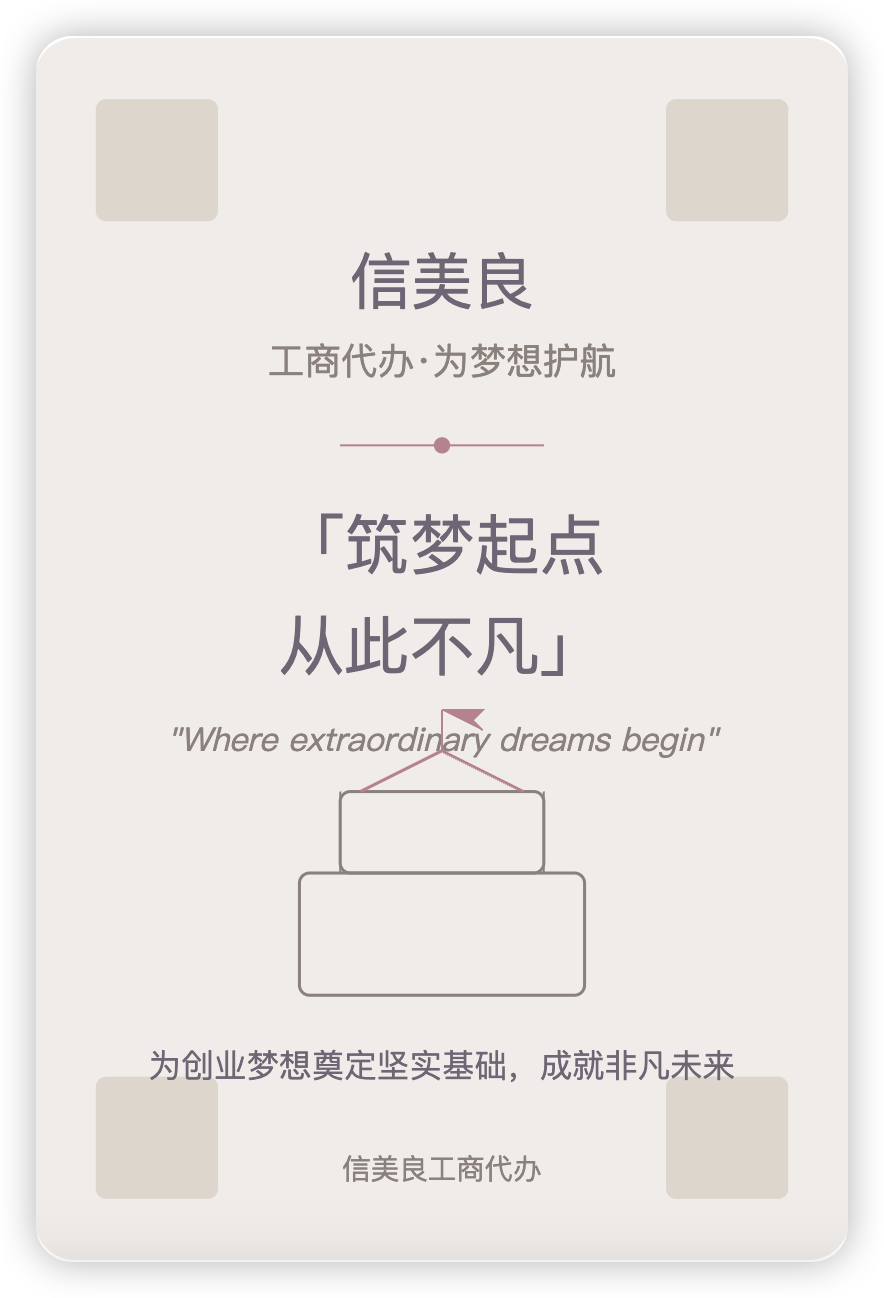 信美良
工商代办·为梦想护航
「筑梦起点
从此不凡」
"Where extraordinary dreams begin"
为创业梦想奠定坚实基础，成就非凡未来
信美良工商代办